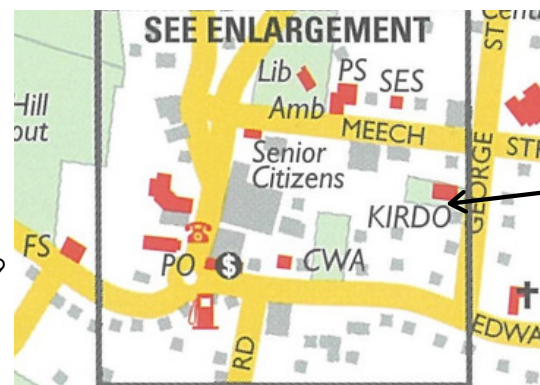 SEE ENLARGEMENT
Lib
PS
SES
Amb
MEECH
ST
STR
Hill
out
Senior
Citizens
KIRDO
GEORGE
FS
PO
$
CWA
RD
EDWA